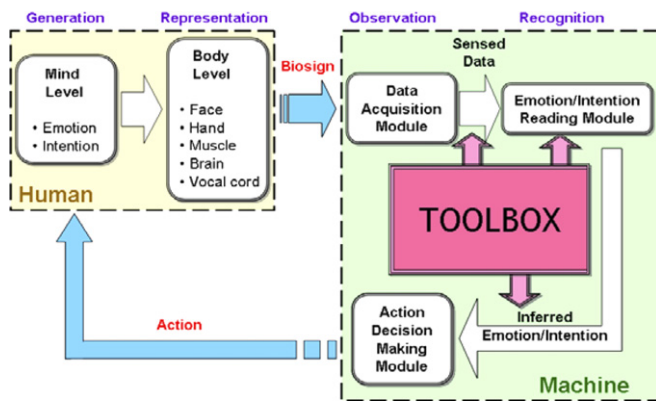 Generation
Representation
Observation
Recognition
Mind
Level
• Emotion
• Intention
Body
Level
• Face
• Hand
• Muscle
• Brain
• Vocal cord
Human
Biosign
Data
Acquisition
Module
Sensed
Data
Emotion/Intention
Reading Module
TOOLBOX
Inferred
Emotion/Intention
Action
Decision
Making
Module
Machine
Action